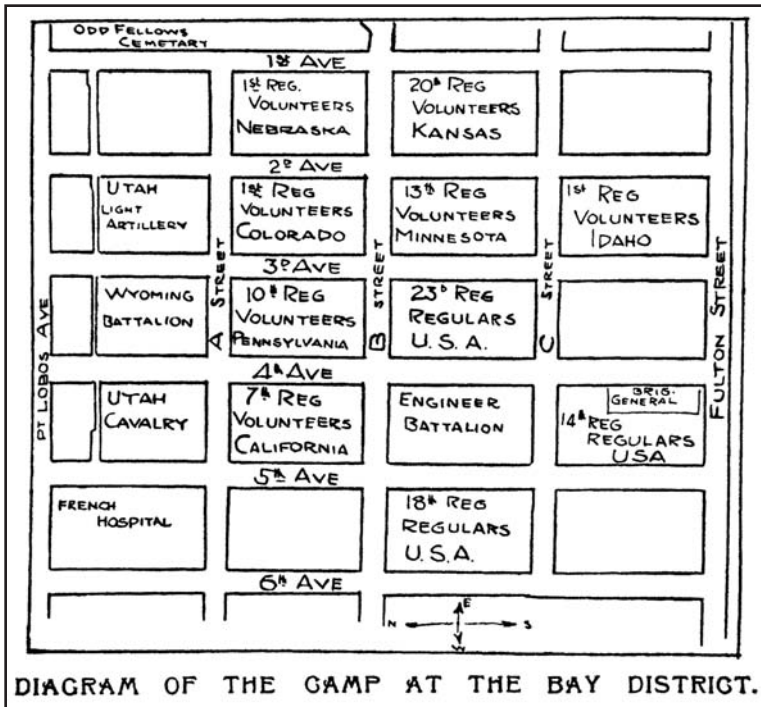 ODD FELLOWS
CEMETARY
1st AVE
1st REG.
VOLUNTEERS
NEBRASKA
20th REG
VOLUNTEERS
KANSAS
2D AVE
UTAH
LIGHT
ARTILLERY
1st REG
VOLUNTEERS
COLORADO
13th REG
VOLUNTEERS
MINNESOTA
1st REG
VOLUNTEERS
IDAHO
3D AVE
A STREET
B STREET
C STREET
FULTON STREET
PT LOBOS AVE
WYOMING
BATTALION
10th REG
VOLUNTEERS
PENNSYLVANIA
23D REG
REGULARS
U.S.A.
4th AVE
UTAH
CAVALRY
7th REG
VOLUNTEERS
CALIFORNIA
ENGINEER
BATTALION
BRIG-
GENERAL
14th REG
REGULARS
USA
5th AVE
FRENCH
HOSPITAL
18th REG
REGULARS
U.S.A.
6th AVE
E
N S
W
DIAGRAM OF THE CAMP AT THE BAY DISTRICT.